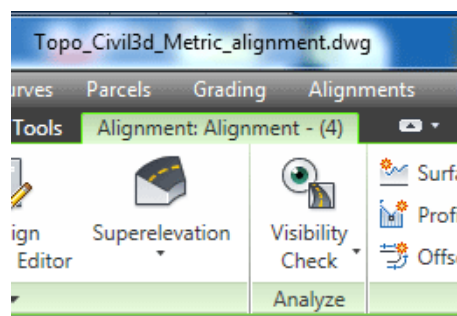 Topo_Civil3d_Metric_alignment.dwg
urves Parcels Grading Alignments
Tools Alignment: Alignment - (4)
ign Editor
Superelevation
Visibility Check
Surfa
Profi
Offse
Analyze